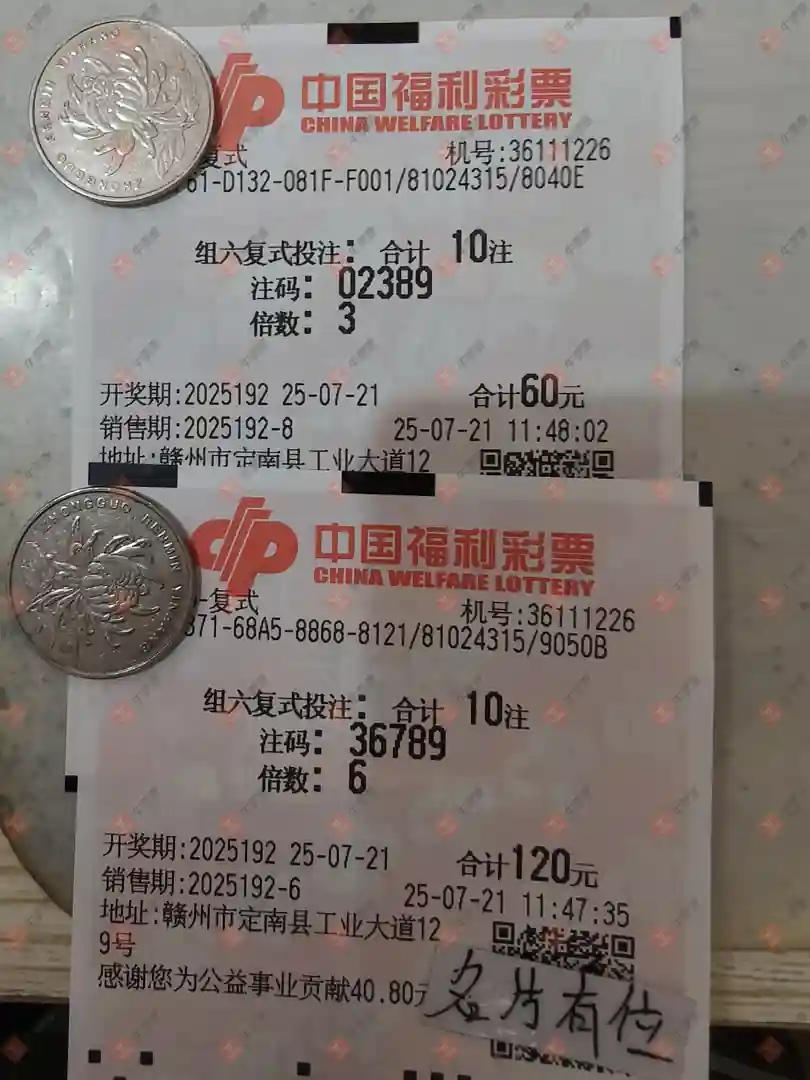 中国福利彩票
CHINA WELFARE LOTTERY
复式
机号:36111226
61-D132-081F-F001/81024315/8040E
组六复式投注: 合计 10注
注码: 02389
倍数: 3
开奖期:2025192 25-07-21 合计60元
销售期:2025192-8 25-07-21 11:48:02
地址:赣州市定南县工业大道12
中国福利彩票
CHINA WELFARE LOTTERY
-复式
机号:36111226
371-68A5-8868-8121/81024315/9050B
组六复式投注: 合计 10注
注码: 36789
倍数: 6
开奖期:2025192 25-07-21 合计120元
销售期:2025192-6 25-07-21 11:47:35
地址:赣州市定南县工业大道12
9号
感谢您为公益事业贡献40.80元
名片有位